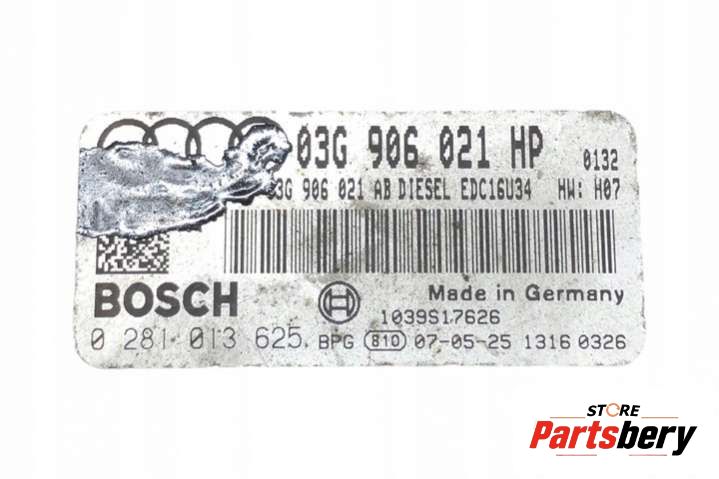 03G 906 021 HP 0132
03G 906 021 AB DIESEL EDC16U34 HW: H07
BOSCH
Made in Germany
1039S17626
0 281 013 625 BPG 810 07-05-25 1316 0326
STORE
Partsbery